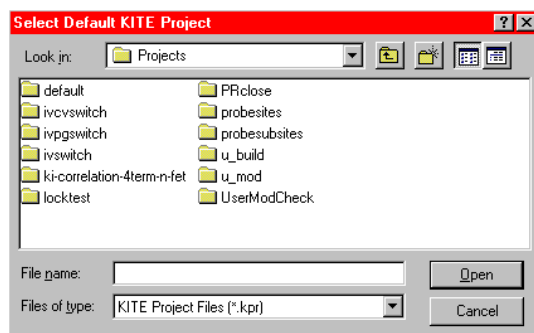 Select Default KITE Project
Look in: Projects
default PRclose
ivcvswitch probesites
ivpgswitch probesubsites
ivswitch u_build
ki-correlation-4term-n-fet u_mod
locktest UserModCheck
File name: Open
Files of type: KITE Project Files (*.kpr) Cancel